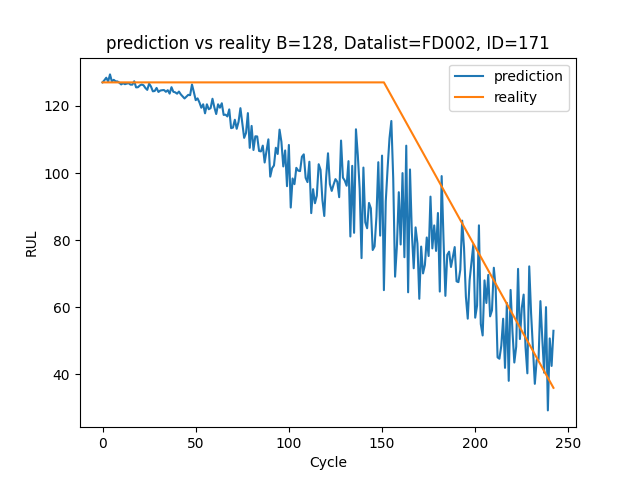 prediction vs reality B=128, Datalist=FD002, ID=171
prediction
reality
RUL
120
100
80
60
40
0
50
100
150
200
250
Cycle